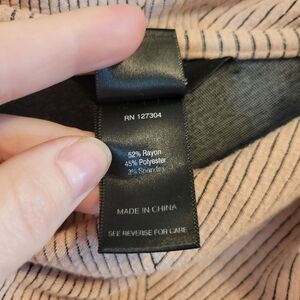 RN 127304
52% Rayon
45% Polyester
3% Spandex
MADE IN CHINA
SEE REVERSE FOR CARE